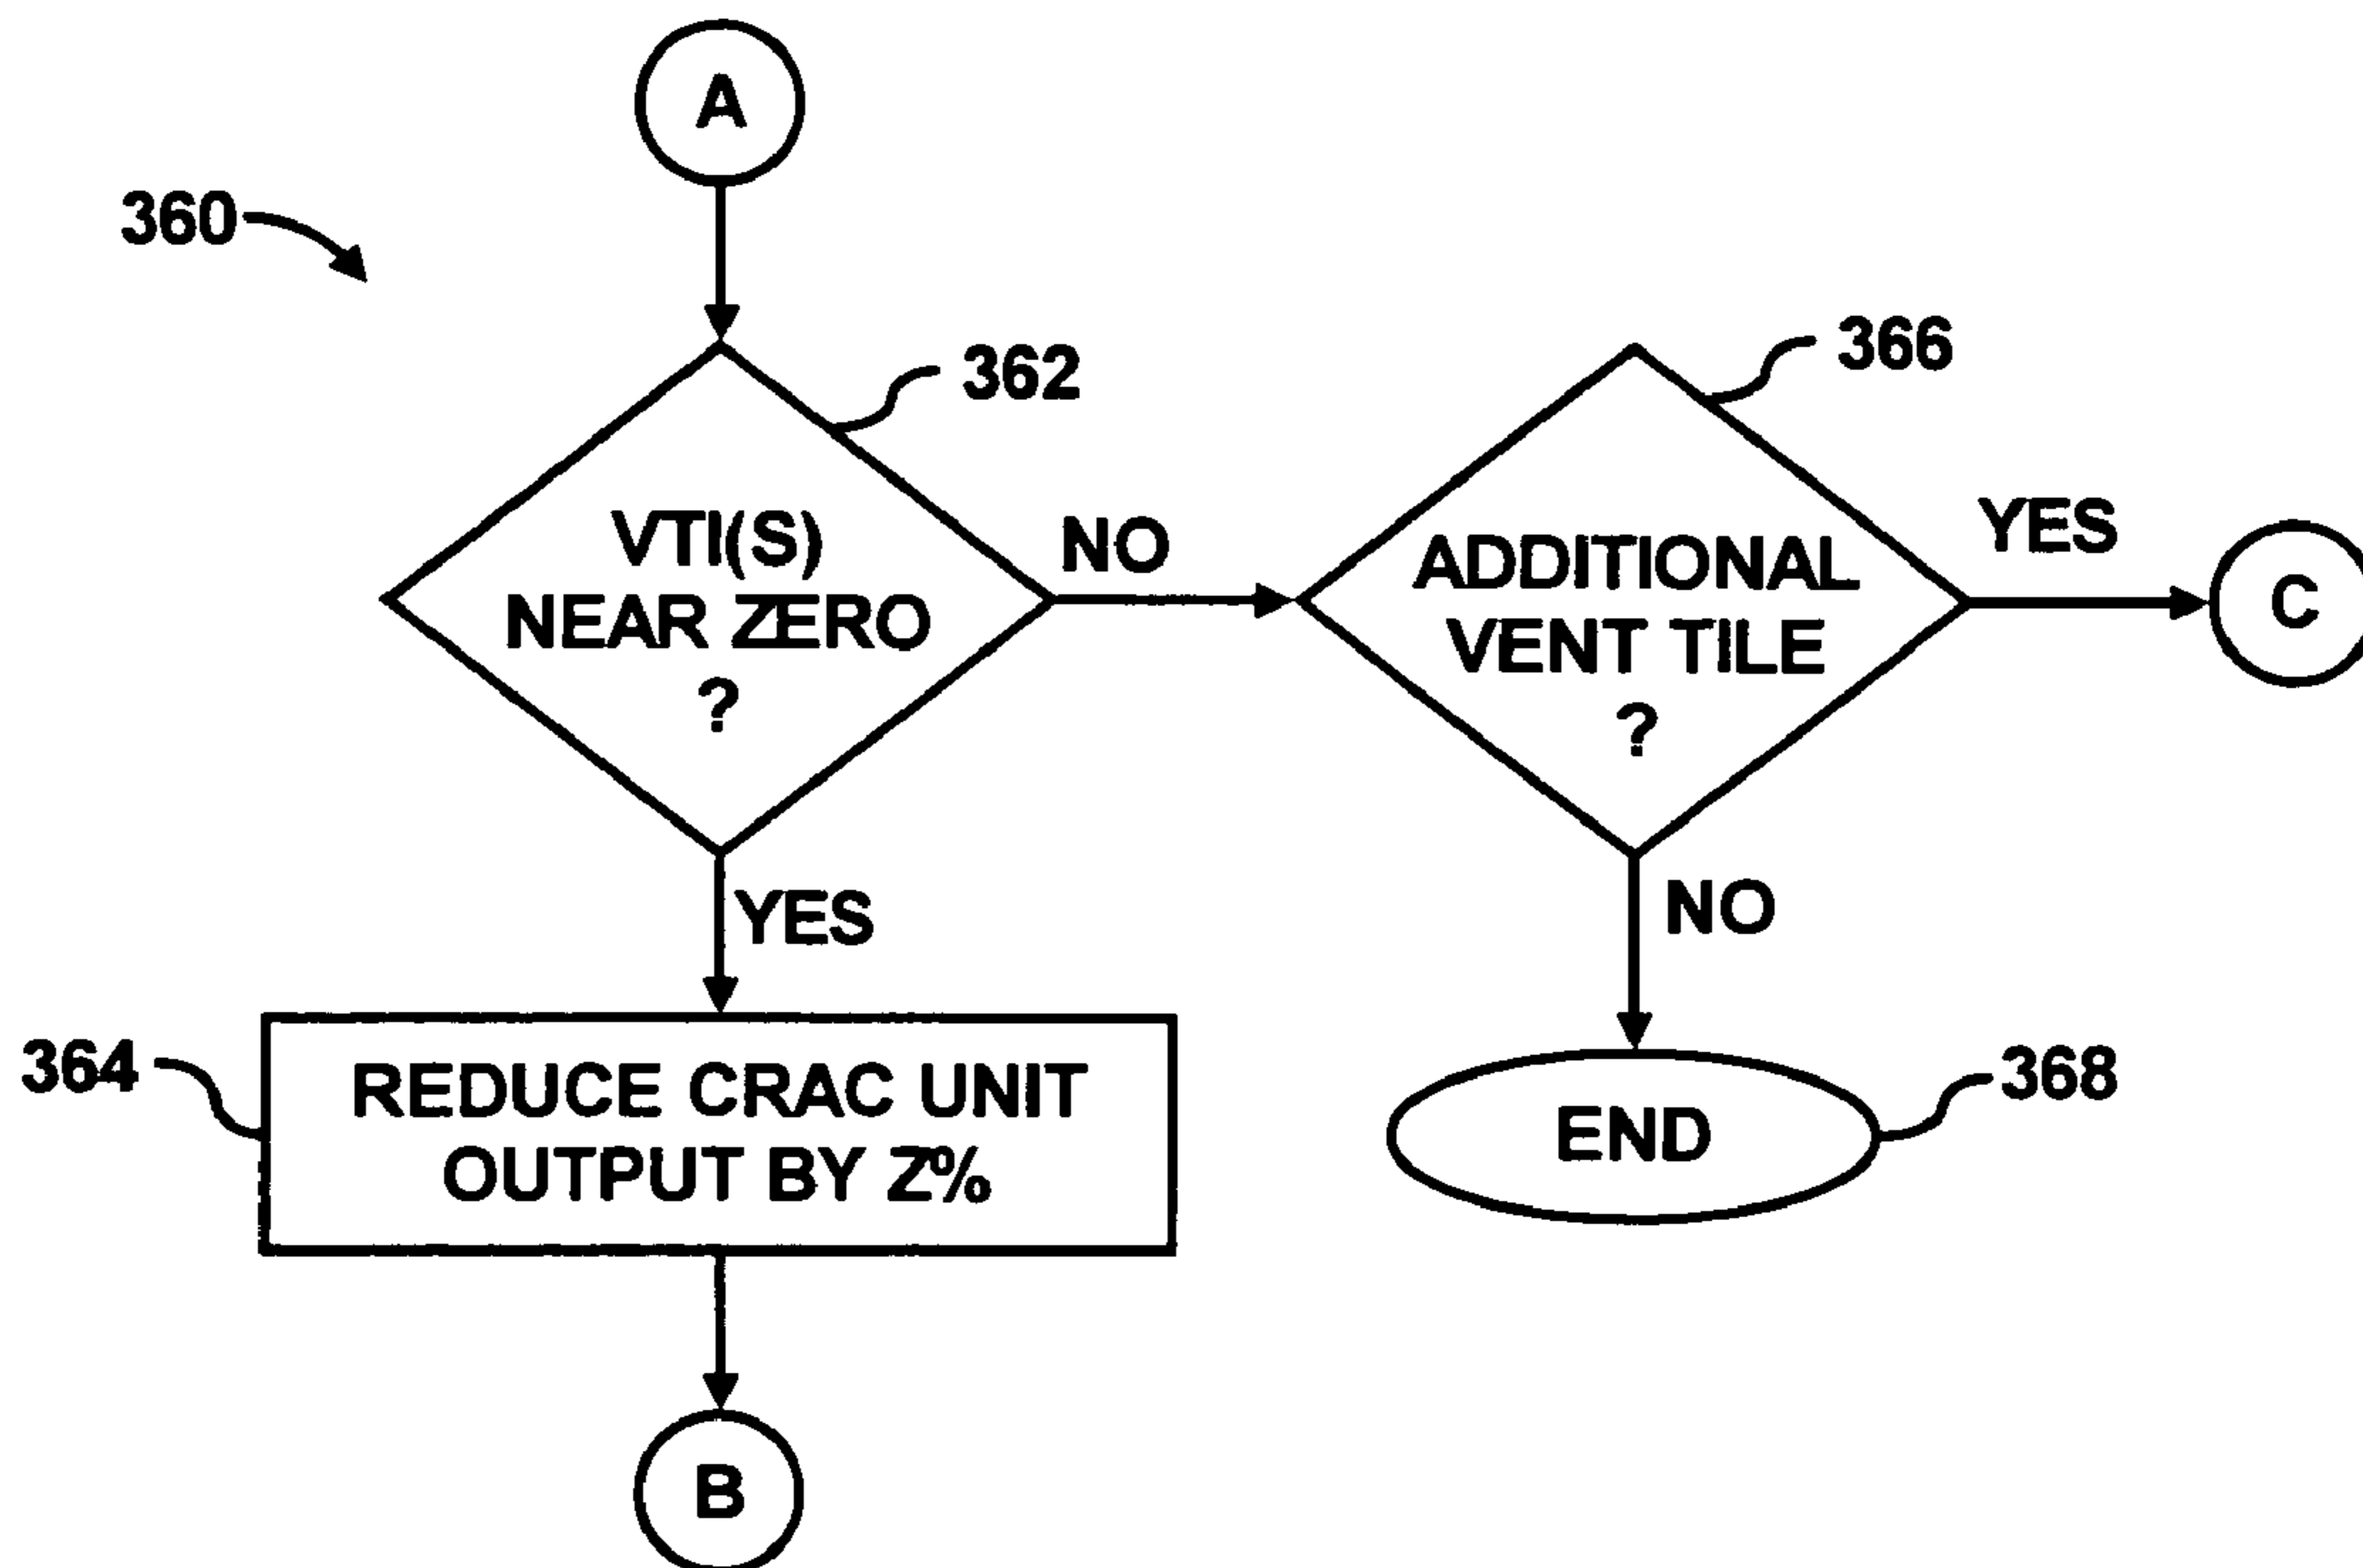 A
360
362
VTI(S)
NEAR ZERO
?
NO
366
ADDITIONAL
VENT TILE
?
YES
C
YES
NO
364
REDUCE CRAC UNIT
OUTPUT BY Z%
368
END
B